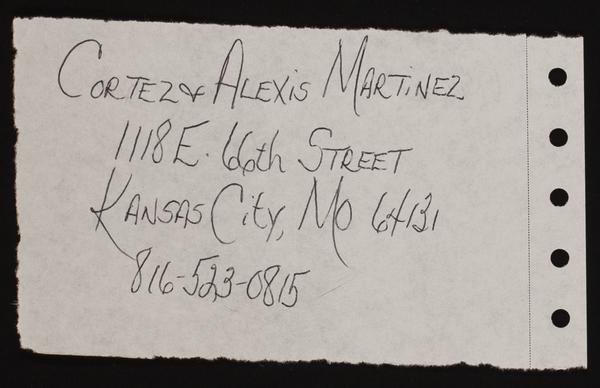 Cortez & Alexis Martinez
1118 E. 66th Street
Kansas City, MO 64131
816-523-0815